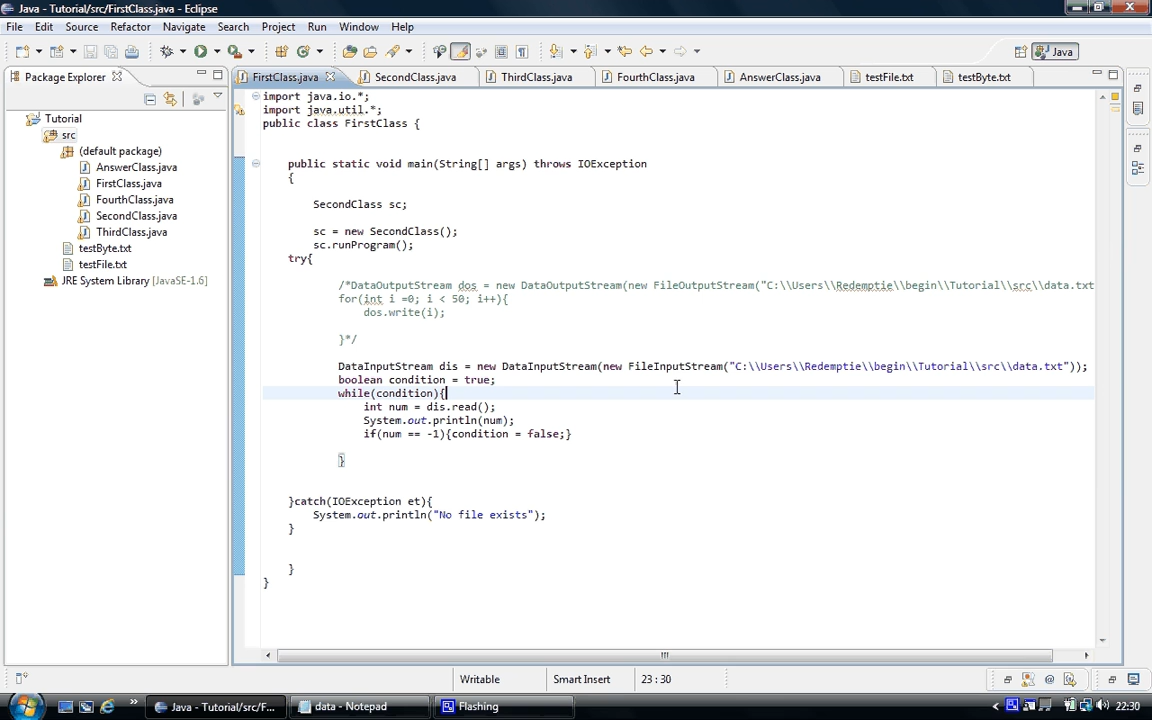 Java - Tutorial/src/FirstClass.java - Eclipse
File Edit Source Refactor Navigate Search Project Run Window Help
Java
Package Explorer
FirstClass.java SecondClass.java ThirdClass.java FourthClass.java AnswerClass.java testFile.txt testByte.txt
Tutorial
src
(default package)
AnswerClass.java
FirstClass.java
FourthClass.java
SecondClass.java
ThirdClass.java
testByte.txt
testFile.txt
JRE System Library [JavaSE-1.6]
import java.io.*;
import java.util.*;
public class FirstClass {
public static void main(String[] args) throws IOException
{
SecondClass sc;
sc = new SecondClass();
sc.runProgram();
try{
/*DataOutputStream dos = new DataOutputStream(new FileOutputStream("C:\\Users\\Redemptie\\begin\\Tutorial\\src\\data.txt
for(int i =0; i < 50; i++){
dos.write(i);
}*/
DataInputStream dis = new DataInputStream(new FileInputStream("C:\\Users\\Redemptie\\begin\\Tutorial\\src\\data.txt"));
boolean condition = true;
while(condition){
int num = dis.read();
System.out.println(num);
if(num == -1){condition = false;}
}
}catch(IOException et){
System.out.println("No file exists");
}
}
}
Writable Smart Insert 23 : 30
Java - Tutorial/src/F... data - Notepad Flashing 22:30